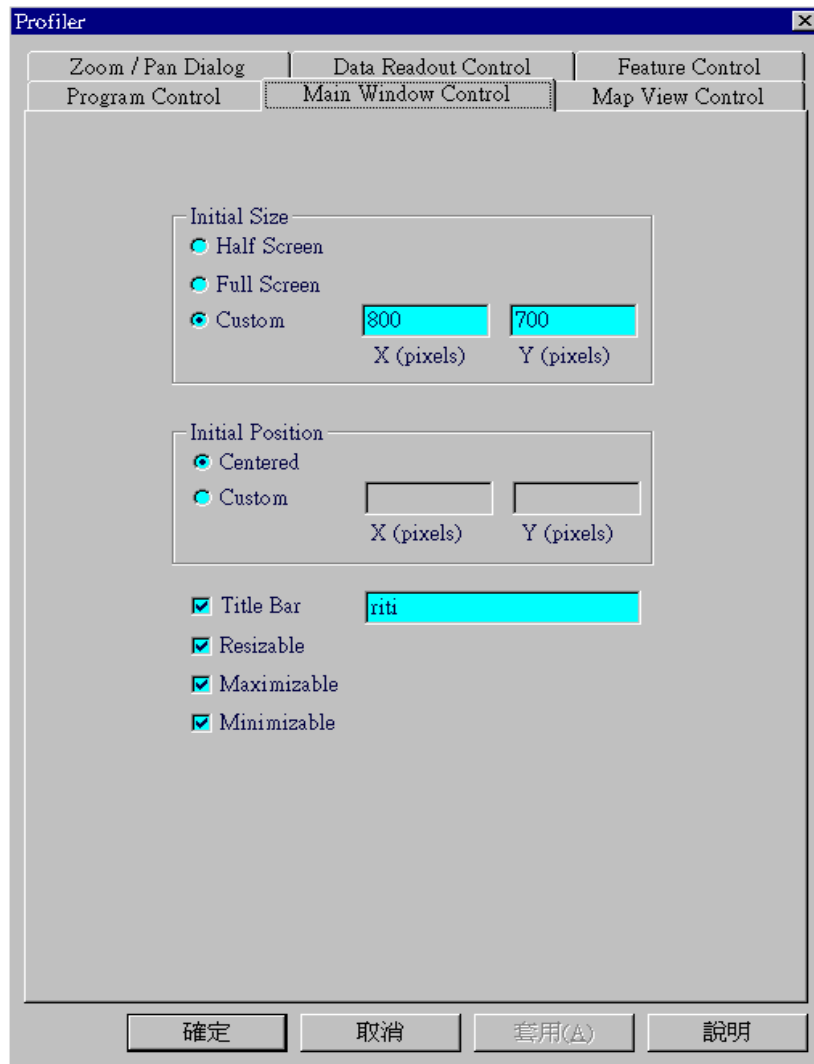 Profiler
Zoom / Pan Dialog Data Readout Control Feature Control
Program Control Main Window Control Map View Control
Initial Size
Half Screen
Full Screen
Custom 800 700
X (pixels) Y (pixels)
Initial Position
Centered
Custom
X (pixels) Y (pixels)
Title Bar riti
Resizable
Maximizable
Minimizable
確定 取消 套用(A) 說明